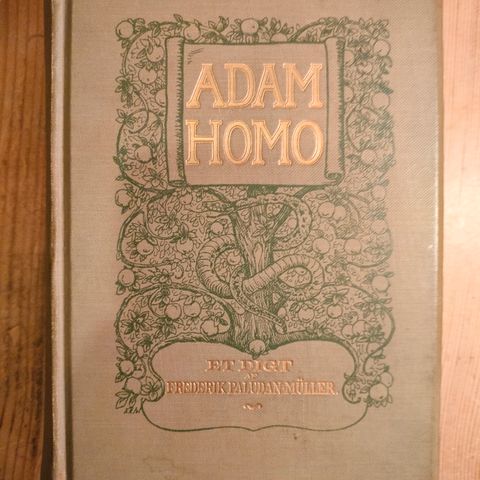 ADAM
HOMO
ET DIGT
AF
FREDERIK PALUDAN-MÜLLER.